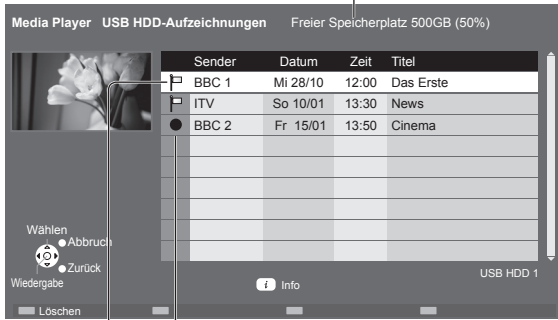 Media Player USB HDD-Aufzeichnungen Freier Speicherplatz 500GB (50%)
Sender Datum Zeit Titel
BBC 1 Mi 28/10 12:00 Das Erste
ITV So 10/01 13:30 News
BBC 2 Fr 15/01 13:50 Cinema
Wählen
Abbruch
Zurück
Wiedergabe
USB HDD 1
i Info
Löschen